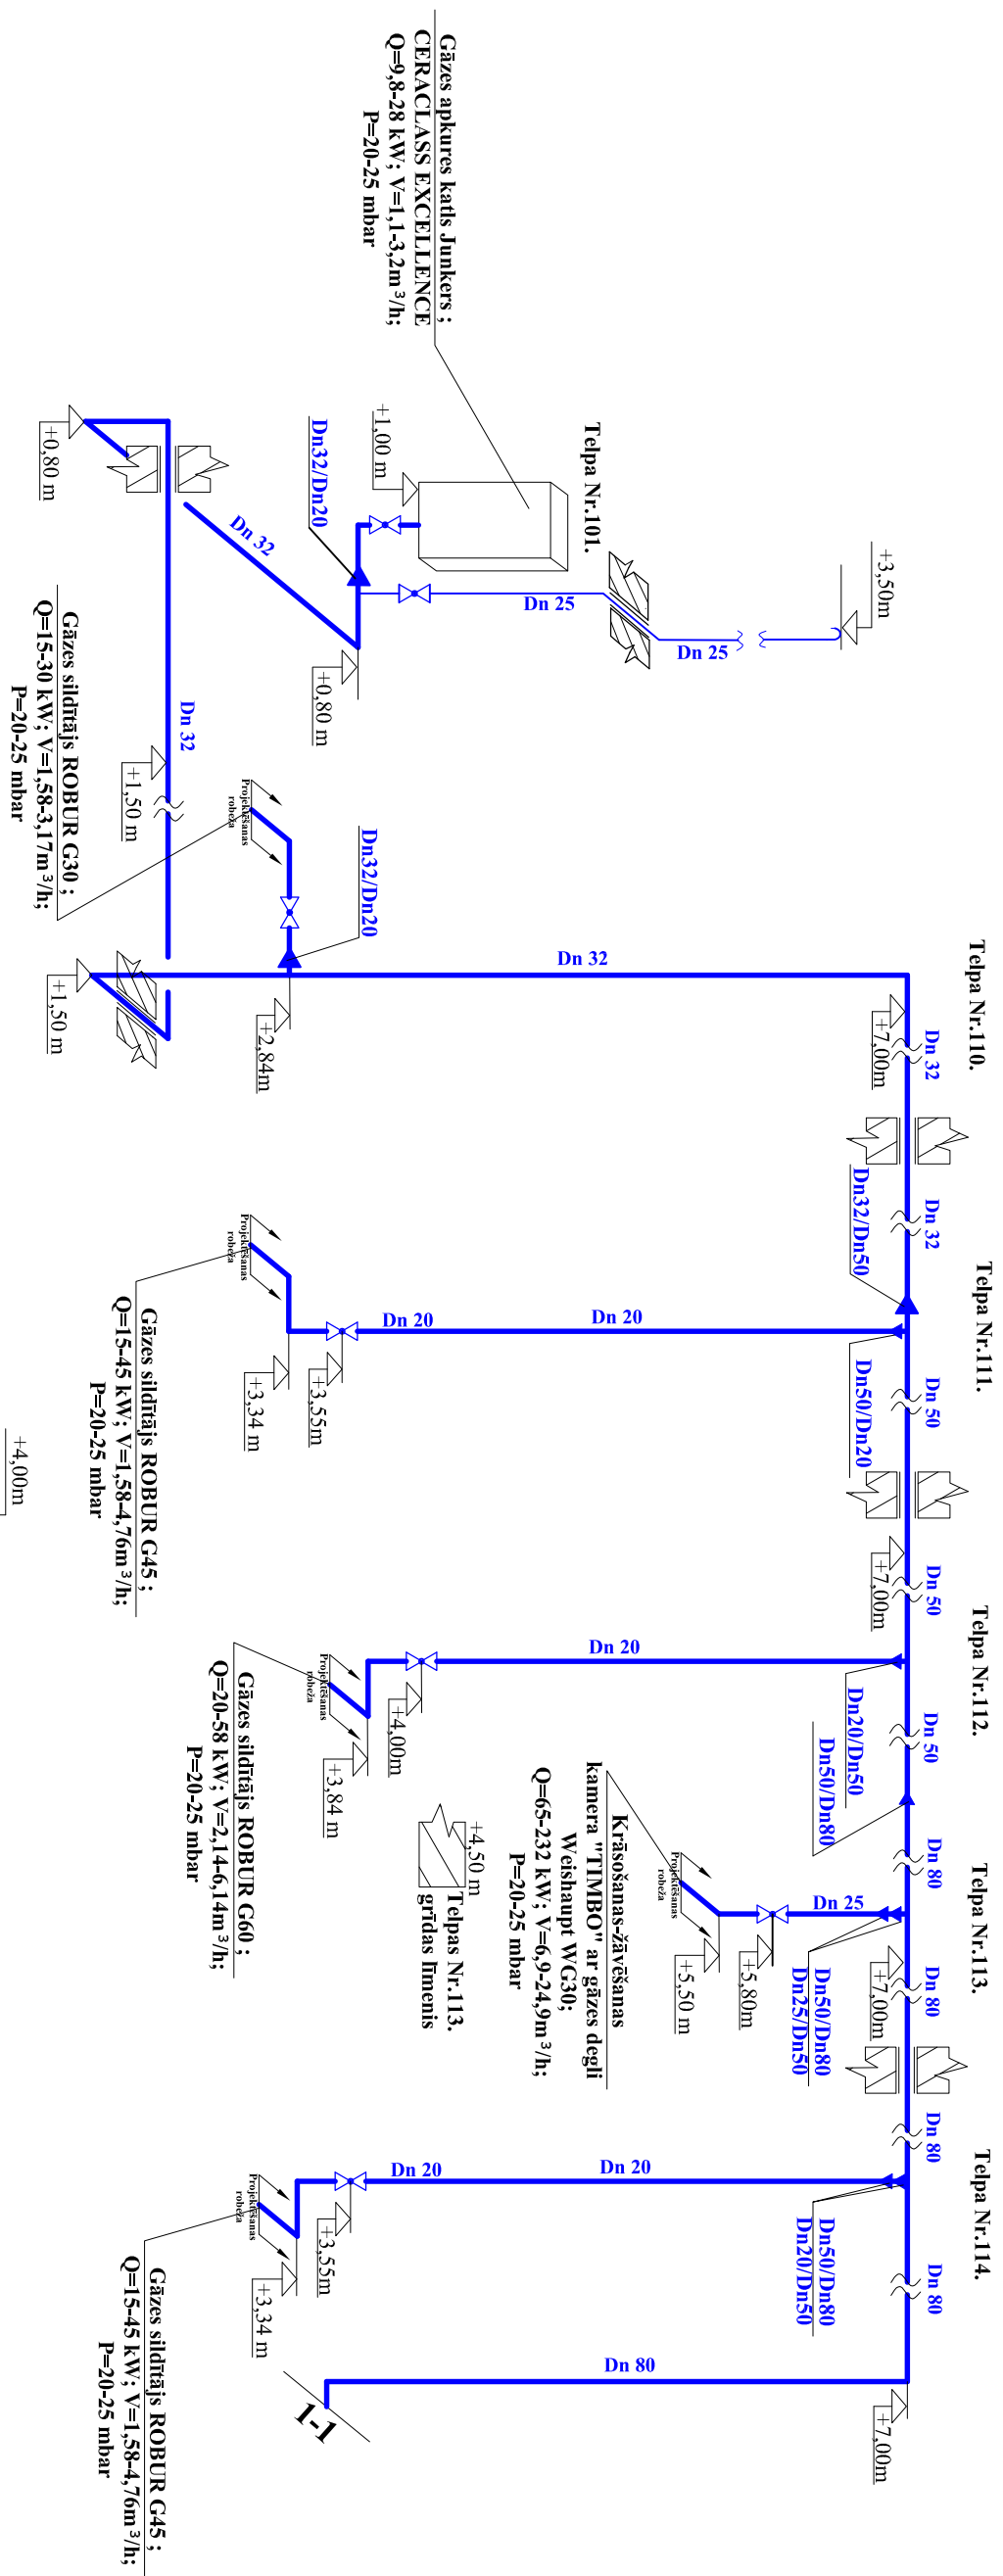 Gāzes apkures katls Junkers ;
CERACLASS EXCELLENCE
Q=9,8-28 kW; V=1,1-3,2m³/h;
P=20-25 mbar
Telpa Nr.101.
+3,50m
+1,00 m
Dn 25
Dn 25
Dn32/Dn20
+0,80 m
Dn 32
+0,80 m
Dn 32
+1,50 m
Gāzes sildītājs ROBUR G30 ;
Q=15-30 kW; V=1,58-3,17m³/h;
P=20-25 mbar
Projektēšanas
robeža
Dn32/Dn20
+2,84m
+1,50 m
Dn 32
Telpa Nr.110.
+7,00m
Dn 32
Dn 32
Dn32/Dn50
Telpa Nr.111.
Dn50/Dn20
Dn 50
Dn 20
Dn 20
+3,55m
+3,34 m
Projektēšanas
robeža
Gāzes sildītājs ROBUR G45 ;
Q=15-45 kW; V=1,58-4,76m³/h;
P=20-25 mbar
+4,00m
+7,00m
Dn 50
Telpa Nr.112.
Dn20/Dn50
Dn 50
Dn50/Dn80
Dn 20
+4,00m
+3,84 m
Projektēšanas
robeža
Gāzes sildītājs ROBUR G60 ;
Q=20-58 kW; V=2,14-6,14m³/h;
P=20-25 mbar
+4,50 m
Telpas Nr.113.
grīdas līmenis
Krāsošanas-žāvēšanas
kamera "TIMBO" ar gāzes degli
Weishaupt WG30;
Q=65-232 kW; V=6,9-24,9m³/h;
P=20-25 mbar
Projektēšanas
robeža
Dn 80
Telpa Nr.113.
Dn 25
Dn50/Dn80
Dn25/Dn50
+5,80m
+5,50 m
+7,00m
Dn 80
Dn 80
Telpa Nr.114.
Dn50/Dn80
Dn20/Dn50
Dn 80
Dn 20
Dn 20
+3,55m
+3,34 m
Projektēšanas
robeža
Gāzes sildītājs ROBUR G45 ;
Q=15-45 kW; V=1,58-4,76m³/h;
P=20-25 mbar
Dn 80
+7,00m
1-1